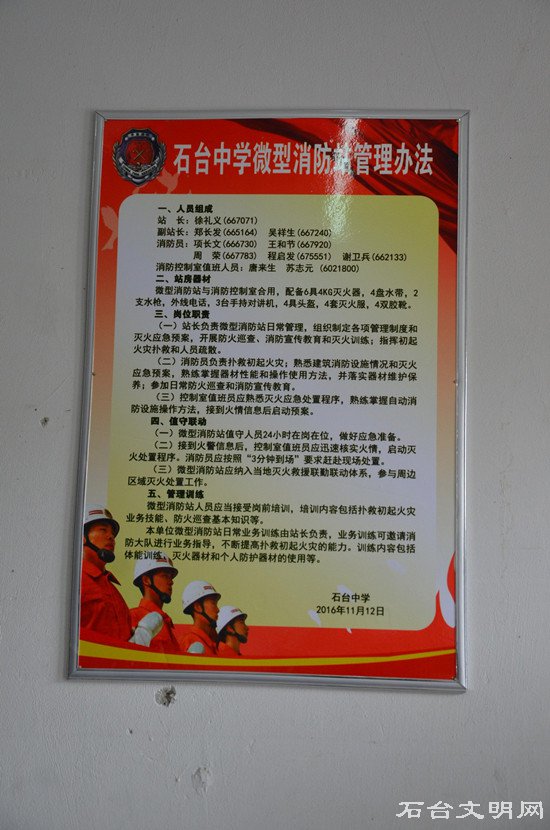 石台中学微型消防站管理办法
一、人员组成
站 长：徐礼义(667071)
副站长：郑长发(665164) 吴祥生(667240)
消防员：项长文(666730) 王和节(667920)
周 荣(667783) 程启发(675551) 谢卫兵(662133)
消防控制室值班人员：唐来生 苏志元 (6021800)
二、站房器材
微型消防站与消防控制室合用，配备6具4KG灭火器，4盘水带，2
支水枪，外线电话，3台手持对讲机，4具头盔，4套灭火服，4双胶靴。
三、岗位职责
（一）站长负责微型消防站日常管理，组织制定各项管理制度和
灭火应急预案，开展防火巡查、消防宣传教育和灭火训练；指挥初起
火灾扑救和人员疏散。
（二）消防员负责扑救初起火灾；熟悉建筑消防设施情况和灭火
应急预案，熟练掌握器材性能和操作使用方法，并落实器材维护保
养；参加日常防火巡查和消防宣传教育。
（三）控制室值班员应熟悉灭火应急处置程序，熟练掌握自动消
防设施操作方法，接到火情信息后启动预案。
四、值守联动
（一）微型消防站值守人员24小时在岗在位，做好应急准备。
（二）接到火警信息后，控制室值班员应迅速核实火情，启动灭
火处置程序。消防员应按照“3分钟到场”要求赶赴现场处置。
（三）微型消防站应纳入当地灭火救援联勤联动体系，参与周边
区域灭火处置工作。
五、管理训练
微型消防站人员应当接受岗前培训，培训内容包括扑救初起火灾
业务技能、防火巡查基本知识等。
本单位微型消防站日常业务训练由站长负责，业务训练可邀请消
防大队进行业务指导，不断提高扑救初起火灾的能力。训练内容包括
体能训练、灭火器材和个人防护器材的使用等。
石台中学
2016年11月12日
石台文明网